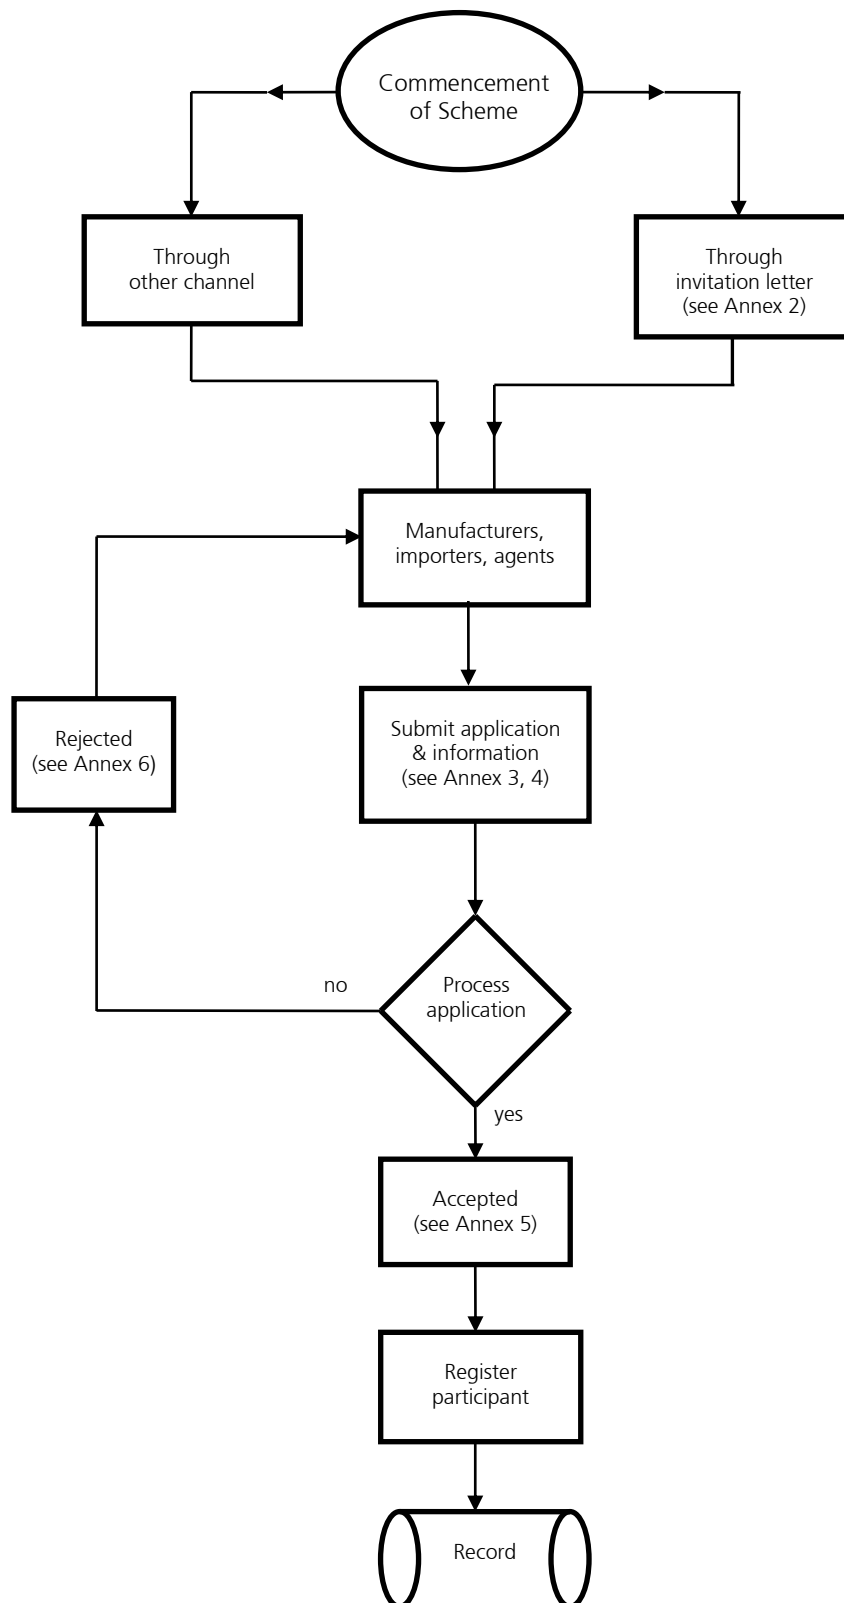 Commencement
of Scheme
Through
other channel
Through
invitation letter
(see Annex 2)
Manufacturers,
importers, agents
Rejected
(see Annex 6)
Submit application
& information
(see Annex 3, 4)
no
Process
application
yes
Accepted
(see Annex 5)
Register
participant
Record